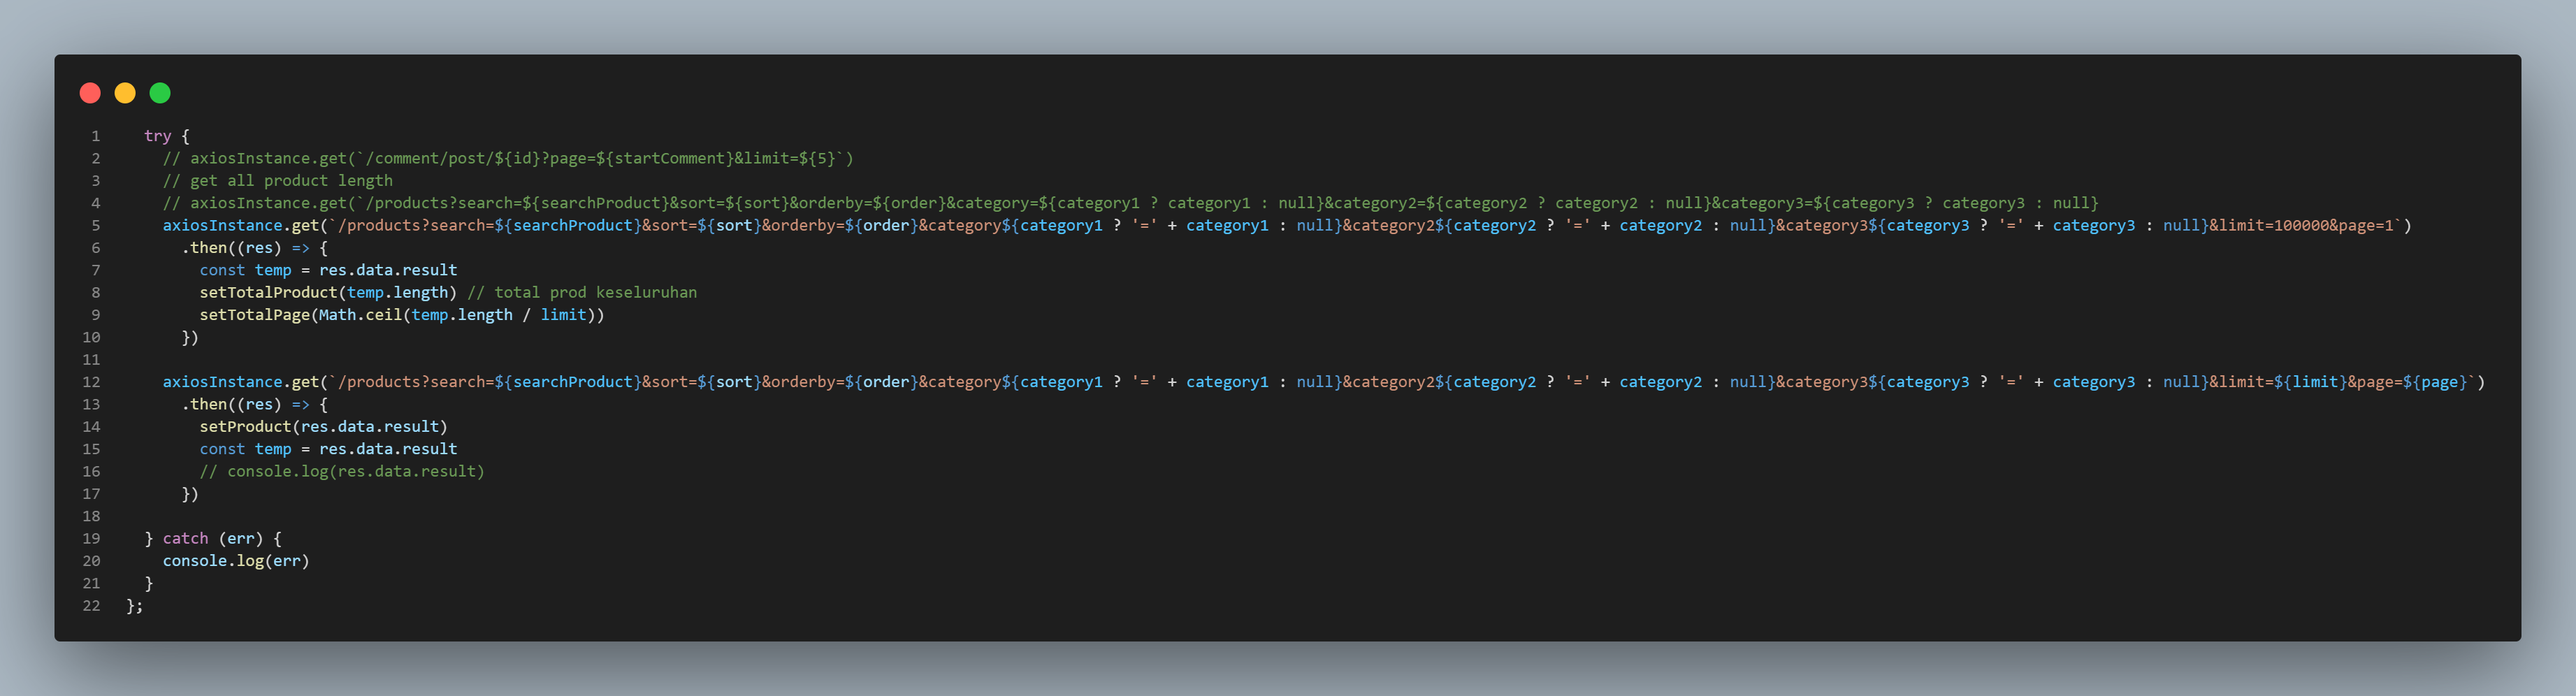 1 try {
2 // axiosInstance.get(`/comment/post/${id}?page=${startComment}&limit=${5}`)
3 // get all product length
4 // axiosInstance.get(`/products?search=${searchProduct}&sort=${sort}&orderby=${order}&category=${category1 ? category1 : null}&category2=${category2 ? category2 : null}&category3=${category3 ? category3 : null}
5 axiosInstance.get(`/products?search=${searchProduct}&sort=${sort}&orderby=${order}&category${category1 ? '=' + category1 : null}&category2${category2 ? '=' + category2 : null}&category3${category3 ? '=' + category3 : null}&limit=100000&page=1`)
6 .then((res) => {
7 const temp = res.data.result
8 setTotalProduct(temp.length) // total prod keseluruhan
9 setTotalPage(Math.ceil(temp.length / limit))
10 })
11
12 axiosInstance.get(`/products?search=${searchProduct}&sort=${sort}&orderby=${order}&category${category1 ? '=' + category1 : null}&category2${category2 ? '=' + category2 : null}&category3${category3 ? '=' + category3 : null}&limit=${limit}&page=${page}`)
13 .then((res) => {
14 setProduct(res.data.result)
15 const temp = res.data.result
16 // console.log(res.data.result)
17 })
18
19 } catch (err) {
20 console.log(err)
21 }
22 };